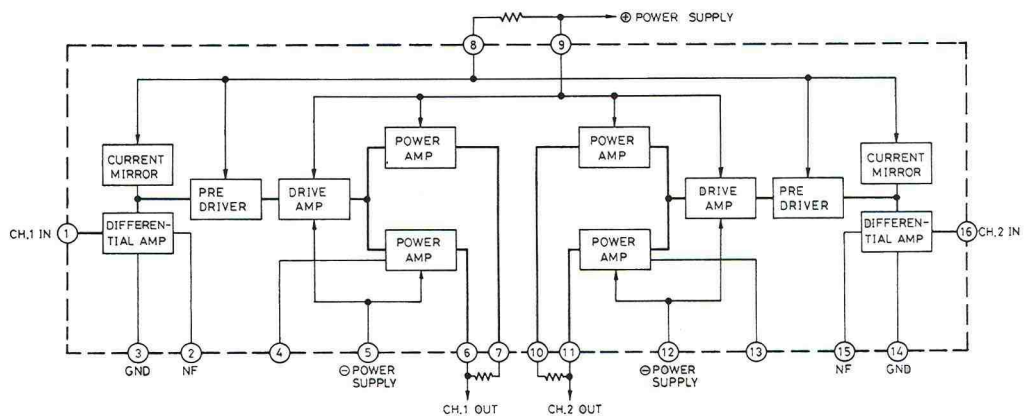 ⊕ POWER SUPPLY
8
9
CURRENT
MIRROR
PRE
DRIVER
DRIVE
AMP
POWER
AMP
POWER
AMP
DIFFEREN-
TIAL AMP
CH.1 IN
1
POWER
AMP
POWER
AMP
DRIVE
AMP
PRE
DRIVER
CURRENT
MIRROR
DIFFEREN-
TIAL AMP
16
CH.2 IN
3
2
4
5
6
7
10
11
12
13
15
14
GND
NF
⊖POWER
SUPPLY
⊖POWER
SUPPLY
NF
GND
CH.1 OUT
CH.2 OUT